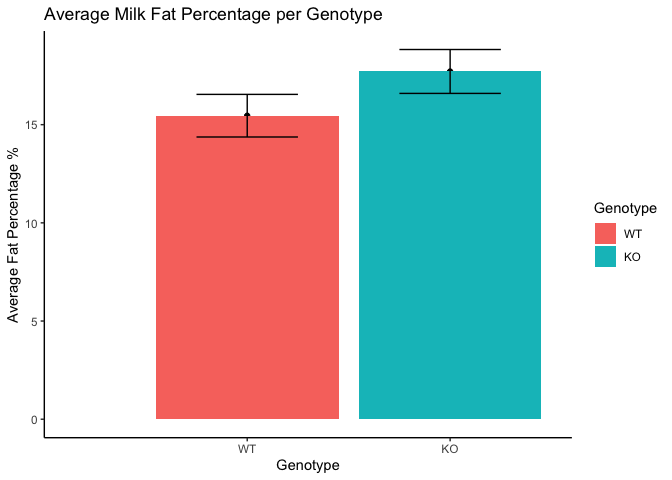 Average Milk Fat Percentage per Genotype
Average Fat Percentage %
15
10
5
0
WT
KO
Genotype
Genotype
WT
KO